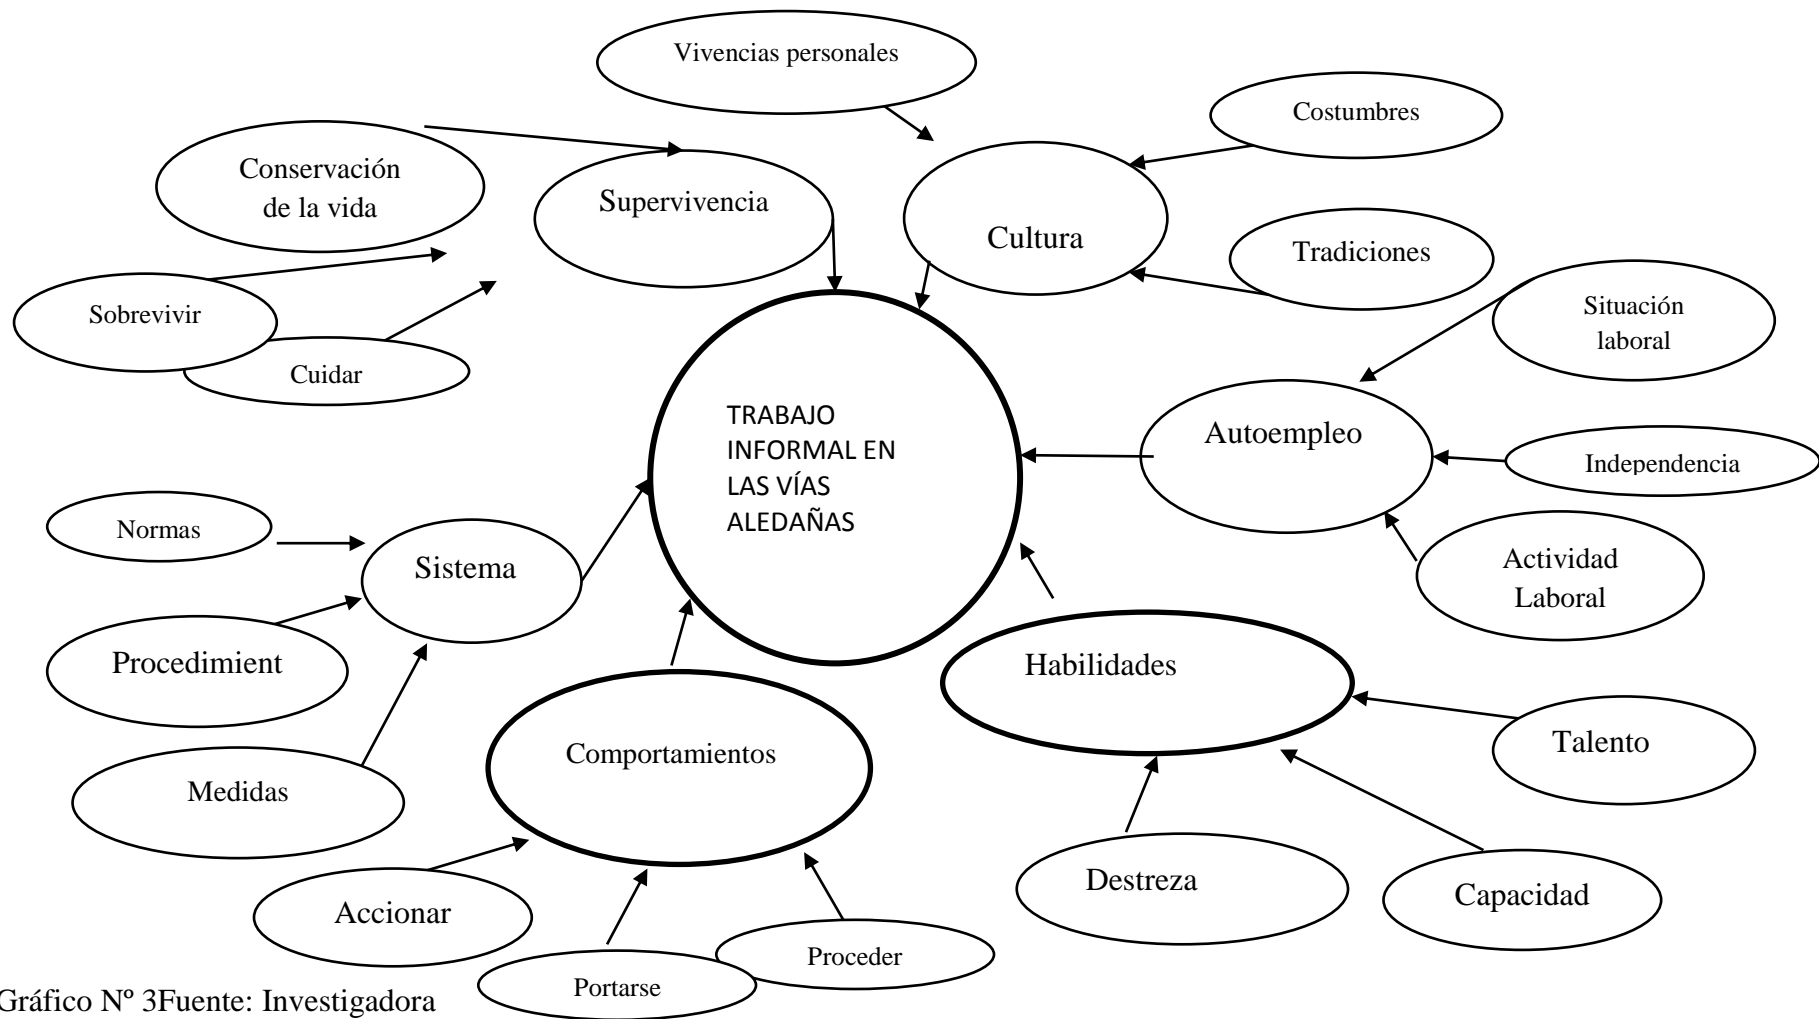 Vivencias personales
Costumbres
Conservación
de la vida
Supervivencia
Cultura
Tradiciones
Sobrevivir
Cuidar
Situación
laboral
TRABAJO
INFORMAL EN
LAS VÍAS
ALEDAÑAS
Autoempleo
Independencia
Normas
Sistema
Actividad
Laboral
Procedimient
Habilidades
Medidas
Comportamientos
Talento
Accionar
Destreza
Capacidad
Proceder
Portarse
Gráfico Nº 3Fuente: Investigadora